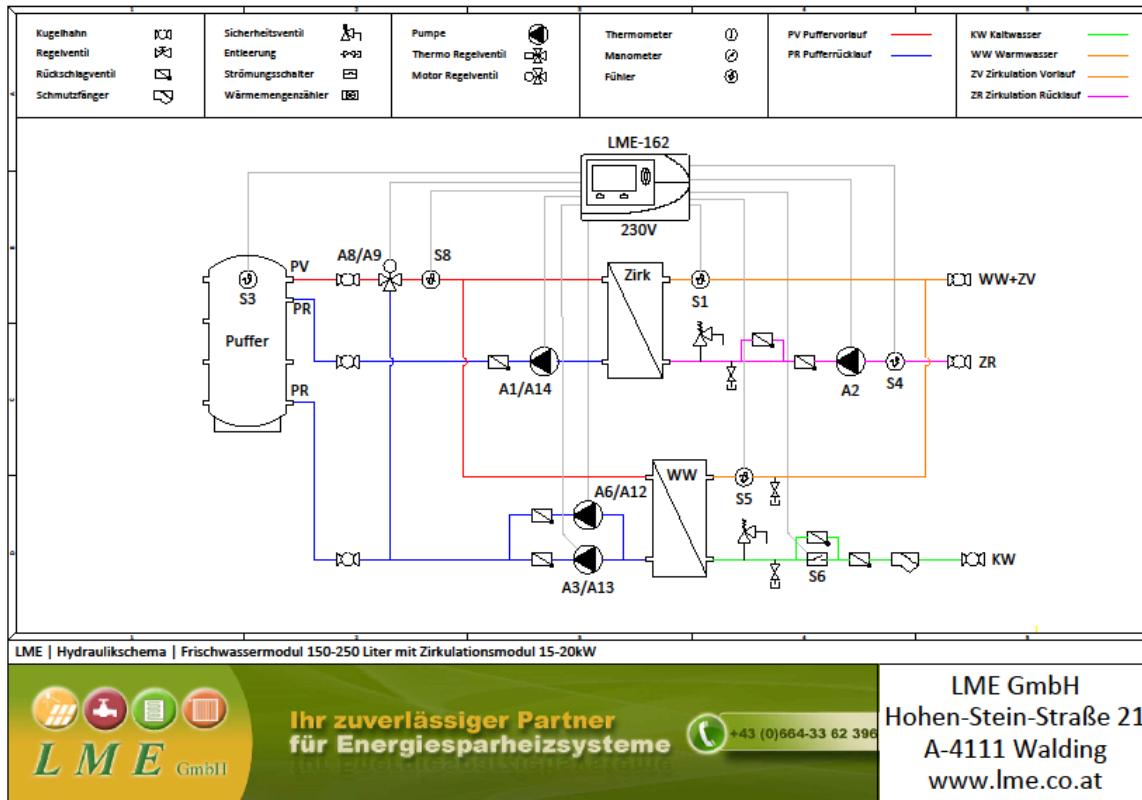 Kugelhahn
Regelventil
Rückschlagventil
Schmutzfänger
Sicherheitsventil
Entleerung
Strömungsschalter
Wärmemengenzähler
Pumpe
Thermo Regelventil
Motor Regelventil
Thermometer
Manometer
Fühler
PV Puffervorlauf
PR Pufferrücklauf
KW Kaltwasser
WW Warmwasser
ZV Zirkulation Vorlauf
ZR Zirkulation Rücklauf
LME-162
230V
A8/A9
S8
PV
S3
PR
Puffer
Zirk
S1
WW+ZV
A1/A14
A2
S4
ZR
PR
WW
S5
A6/A12
A3/A13
S6
KW
LME | Hydraulikschema | Frischwassermodul 150-250 Liter mit Zirkulationsmodul 15-20kW
LME GmbH
Ihr zuverlässiger Partner
für Energiesparheizsysteme
+43 (0)664-33 62 396
LME GmbH
Hohen-Stein-Straße 21
A-4111 Walding
www.lme.co.at